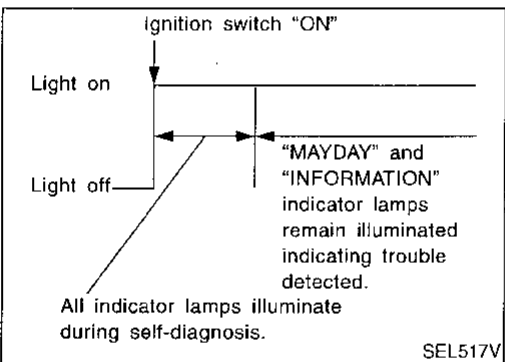 Ignition switch “ON”
Light on
“MAYDAY” and
“INFORMATION”
Light off
indicator lamps
remain illuminated
indicating trouble
detected.
All indicator lamps illuminate
during self-diagnosis.
SEL517V